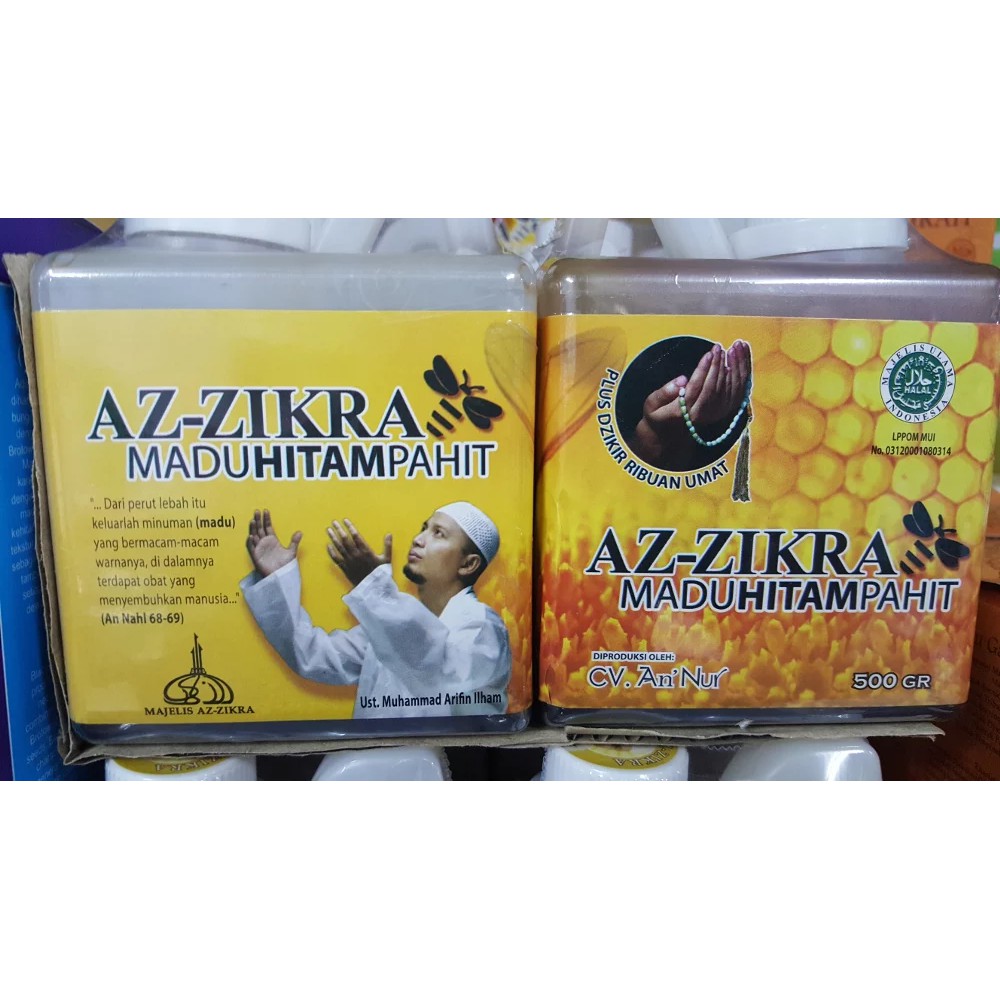 AZ-ZIKRA
MADUHITAMPAHIT
"... Dari perut lebah itu
keluarlah minuman (madu)
yang bermacam-macam
warnanya, di dalamnya
terdapat obat yang
menyembuhkan manusia..."
(An Nahl 68-69)
MAJELIS AZ-ZIKRA
Ust. Muhammad Arifin Ilham
PLUS DZIKIR RIBUAN UMAT
MAJELIS ULAMA
حلال
HALAL
INDONESIA
LPPOM MUI
No. 03120001080314
AZ-ZIKRA
MADUHITAMPAHIT
DIPRODUKSI OLEH:
CV. An'Nur
500 GR